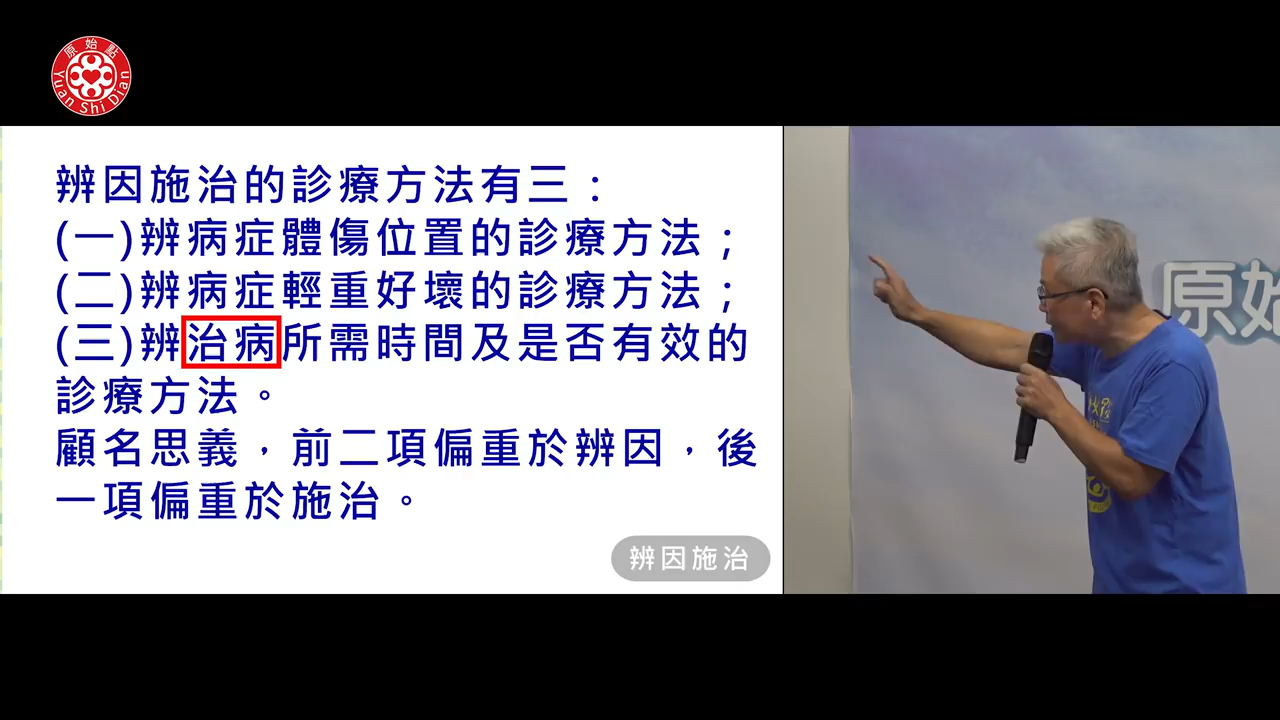 原始點
Yuan Shi Dian
辨因施治的診療方法有三：
(一)辨病症體傷位置的診療方法；
(二)辨病症輕重好壞的診療方法；
(三)辨治病所需時間及是否有效的
診療方法。
顧名思義，前二項偏重於辨因，後
一項偏重於施治。
辨因施治
原始